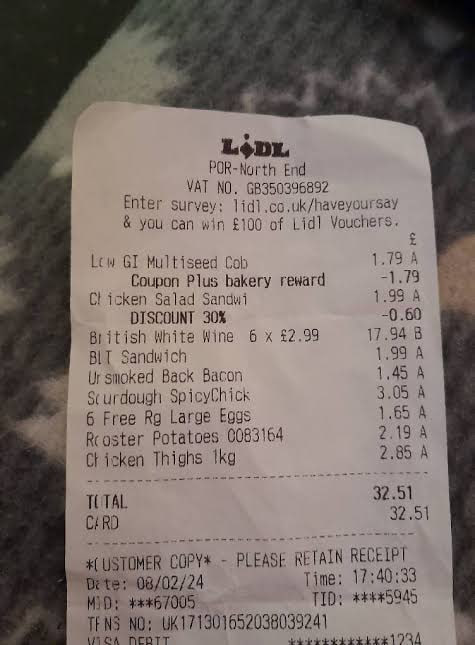 LIDL
POR-North End
VAT NO. GB350396892
Enter survey: lidl.co.uk/haveyoursay
& you can win £100 of Lidl Vouchers.
£
Low GI Multiseed Cob 1.79 A
Coupon Plus bakery reward -1.79
Chicken Salad Sandwi 1.99 A
DISCOUNT 30% -0.60
British White Wine 6 x £2.99 17.94 B
BLT Sandwich 1.99 A
Unsmoked Back Bacon 1.45 A
Sourdough SpicyChick 3.05 A
6 Free Rg Large Eggs 1.65 A
Rooster Potatoes 0083164 2.19 A
Chicken Thighs 1kg 2.85 A
TOTAL 32.51
CARD 32.51
*CUSTOMER COPY* - PLEASE RETAIN RECEIPT
Date: 08/02/24 Time: 17:40:33
MID: ***67005 TID: ****5945
TRNS NO: UK171301652038039241
VISA DEBIT ************1234